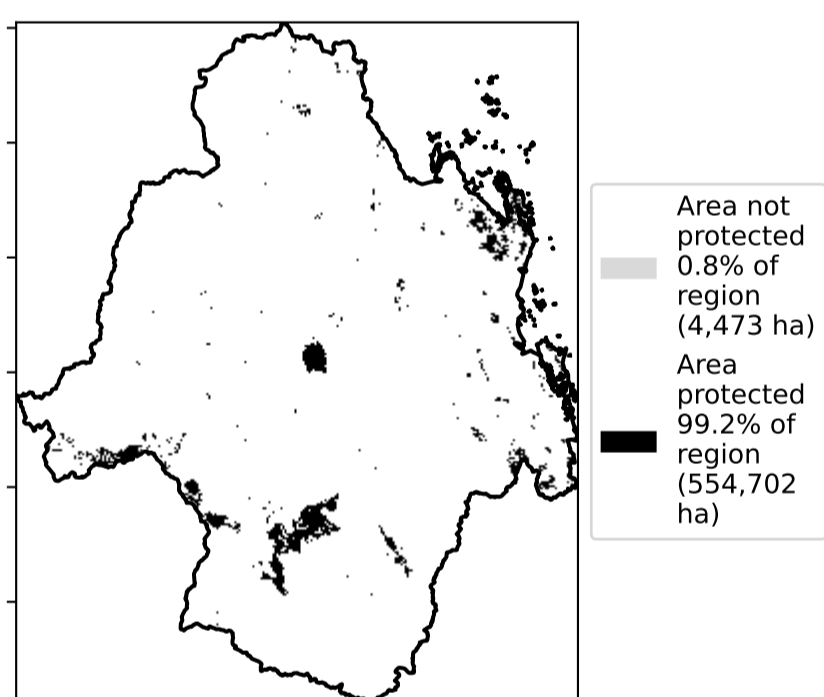 Area not
protected
0.8% of
region
(4,473 ha)
Area
protected
99.2% of
region
(554,702
ha)